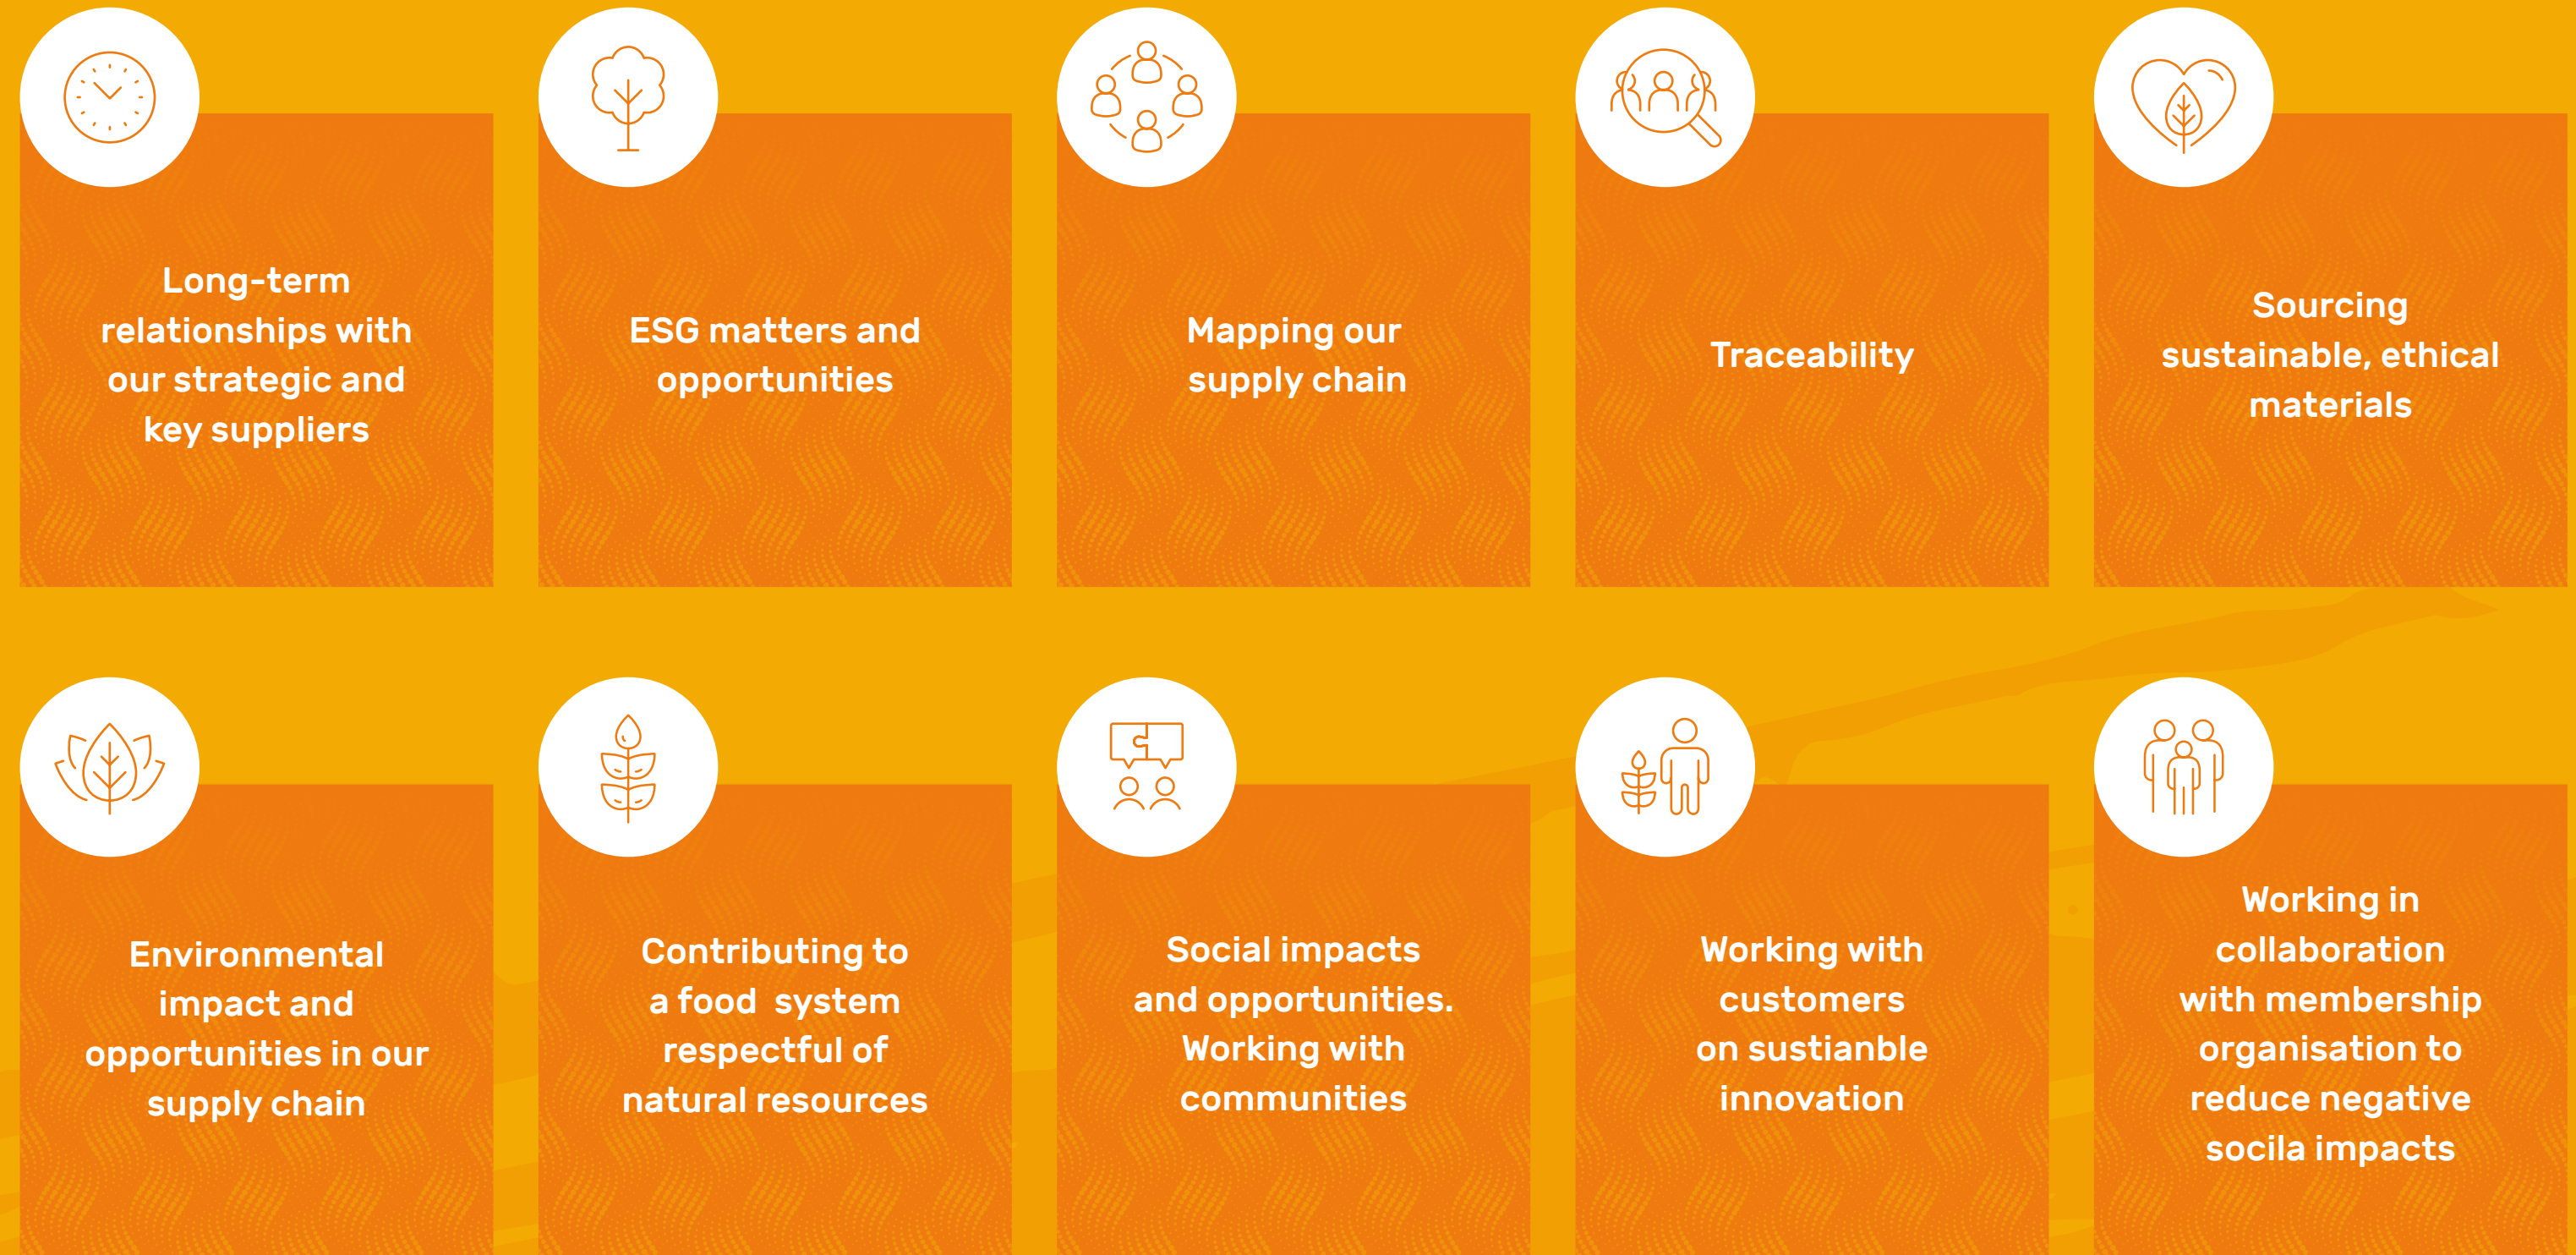 Long-term
relationships with
our strategic and
key suppliers
ESG matters and
opportunities
Mapping our
supply chain
Traceability
Sourcing
sustainable, ethical
materials
Environmental
impact and
opportunities in our
supply chain
Contributing to
a food  system
respectful of
natural resources
Social impacts
and opportunities.
Working with
communities
Working with
customers
on sustianble
innovation
Working in
collaboration
with membership
organisation to
reduce negative
socila impacts